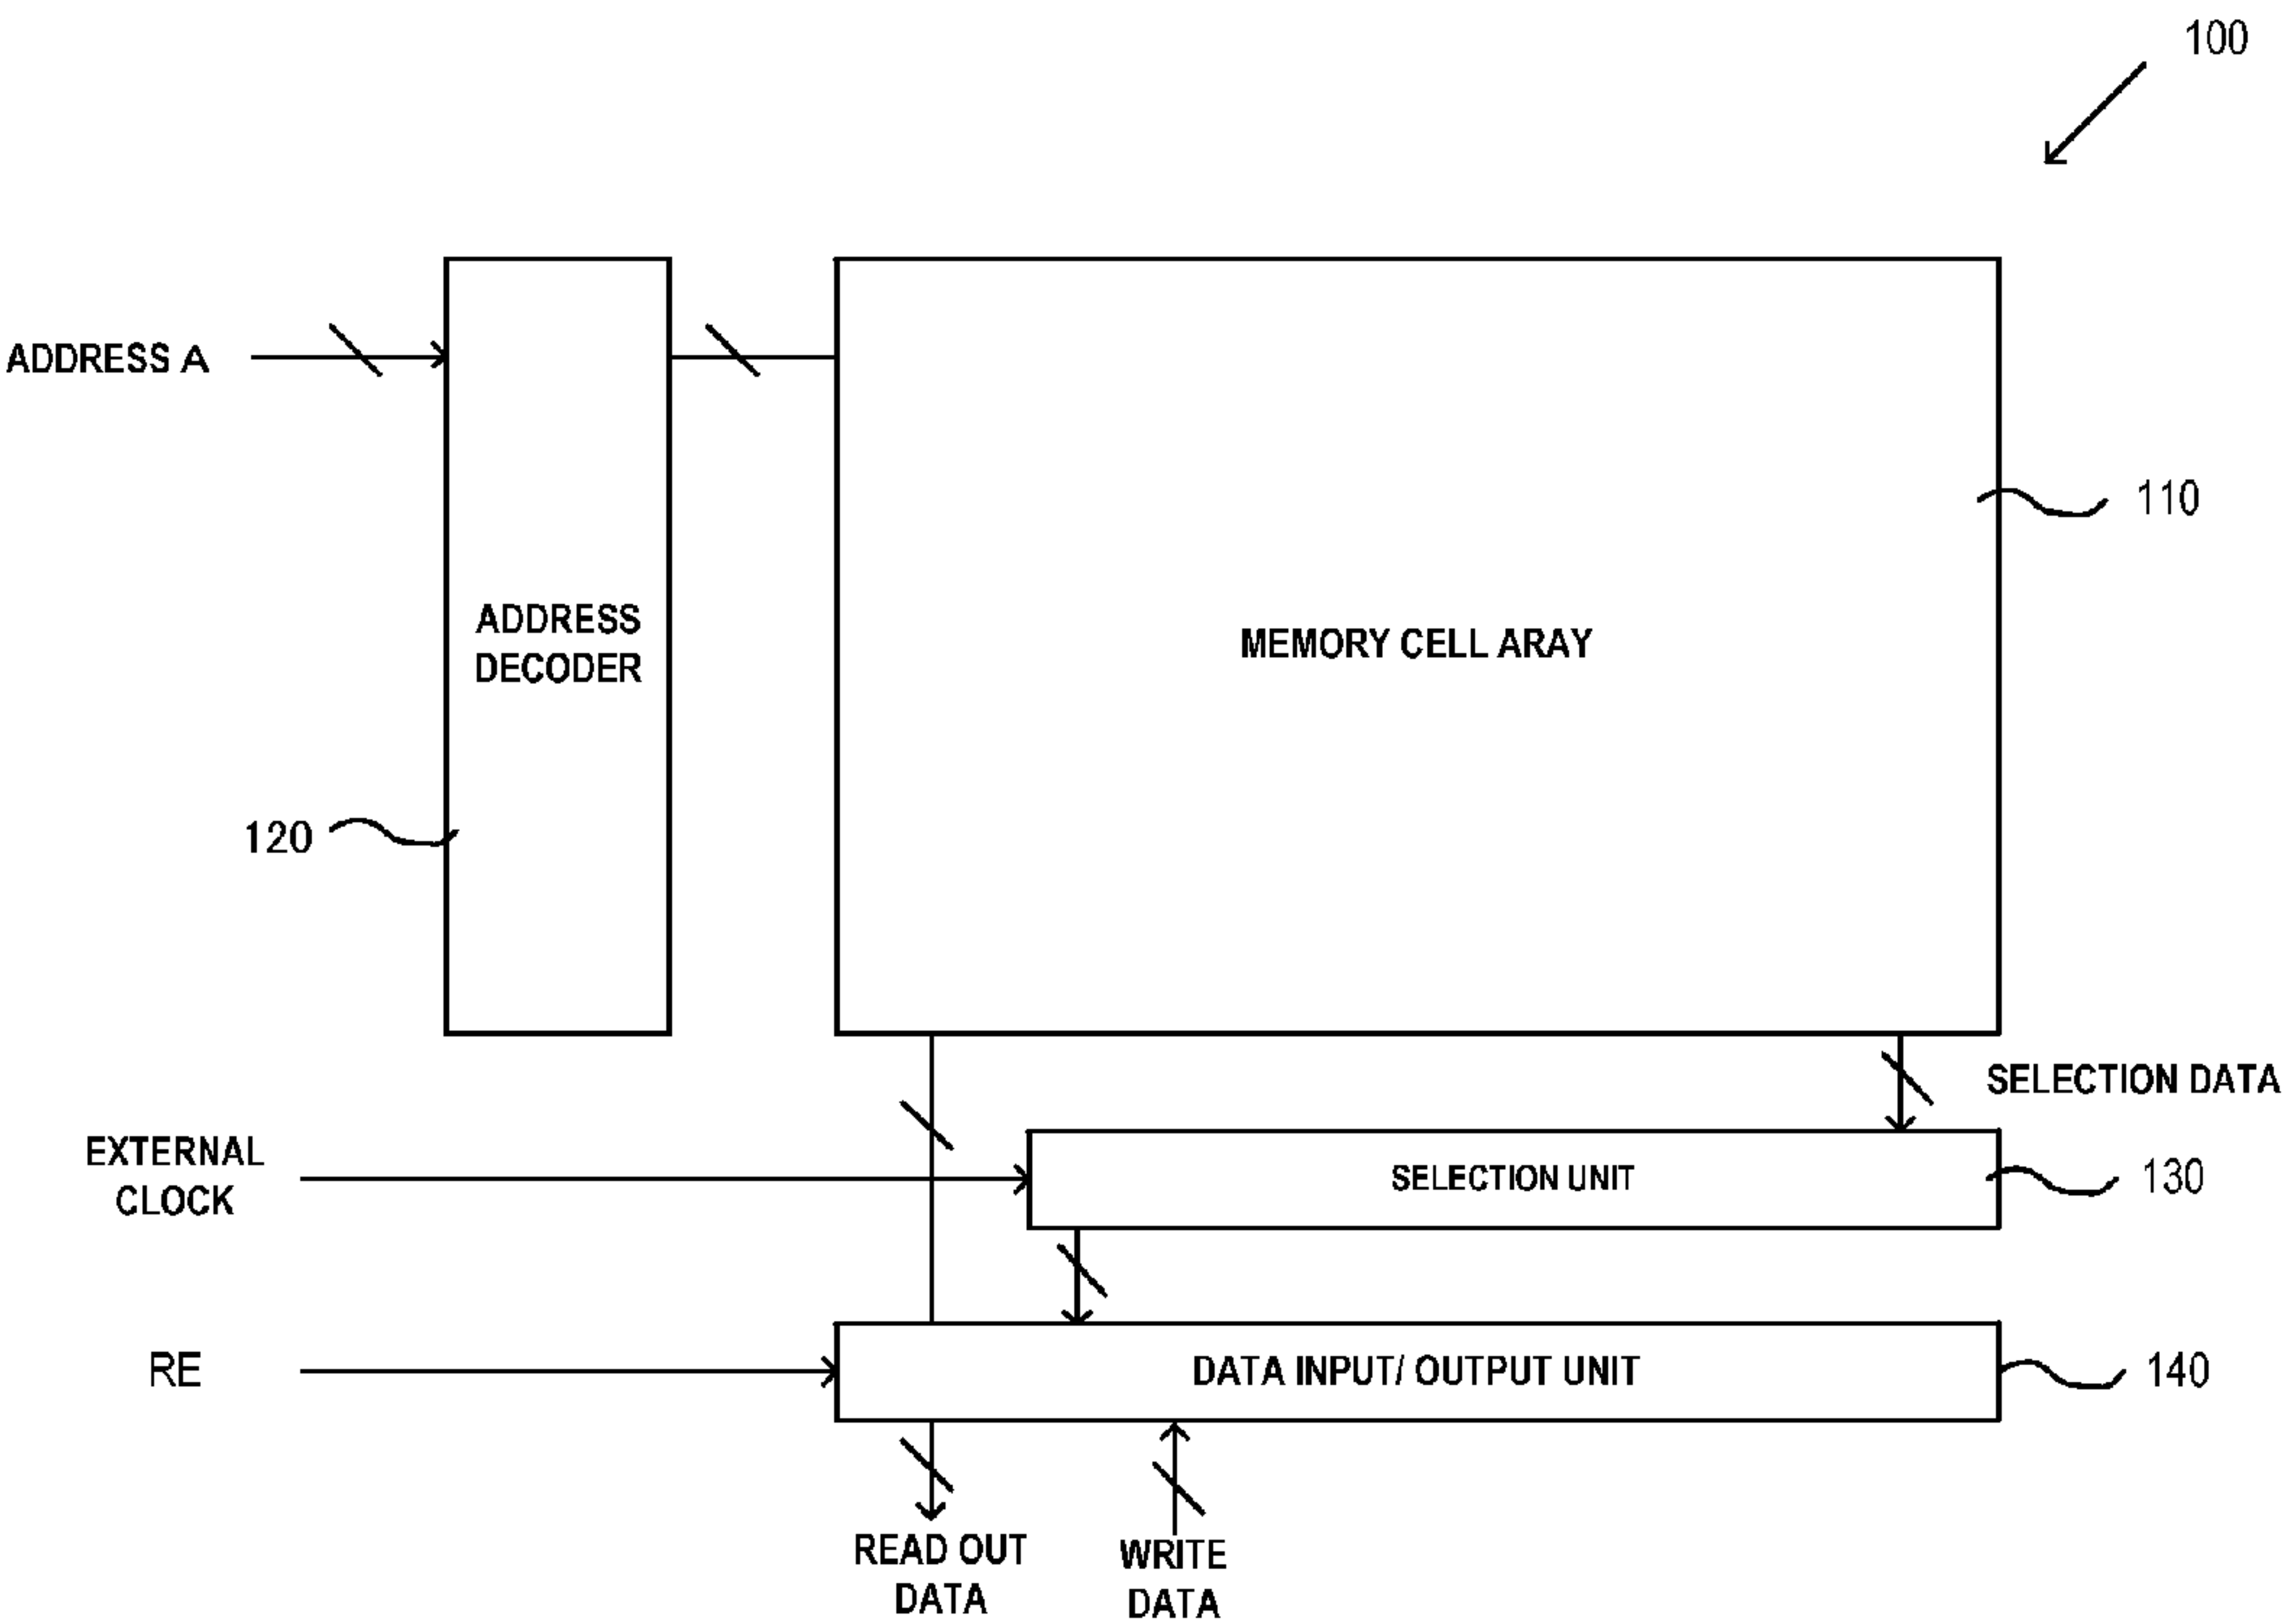 100
ADDRESS A
110
ADDRESS
DECODER
MEMORY CELL ARAY
120
SELECTION DATA
EXTERNAL
CLOCK
SELECTION UNIT
130
RE
DATA INPUT/ OUTPUT UNIT
140
READ OUT
DATA
WRITE
DATA